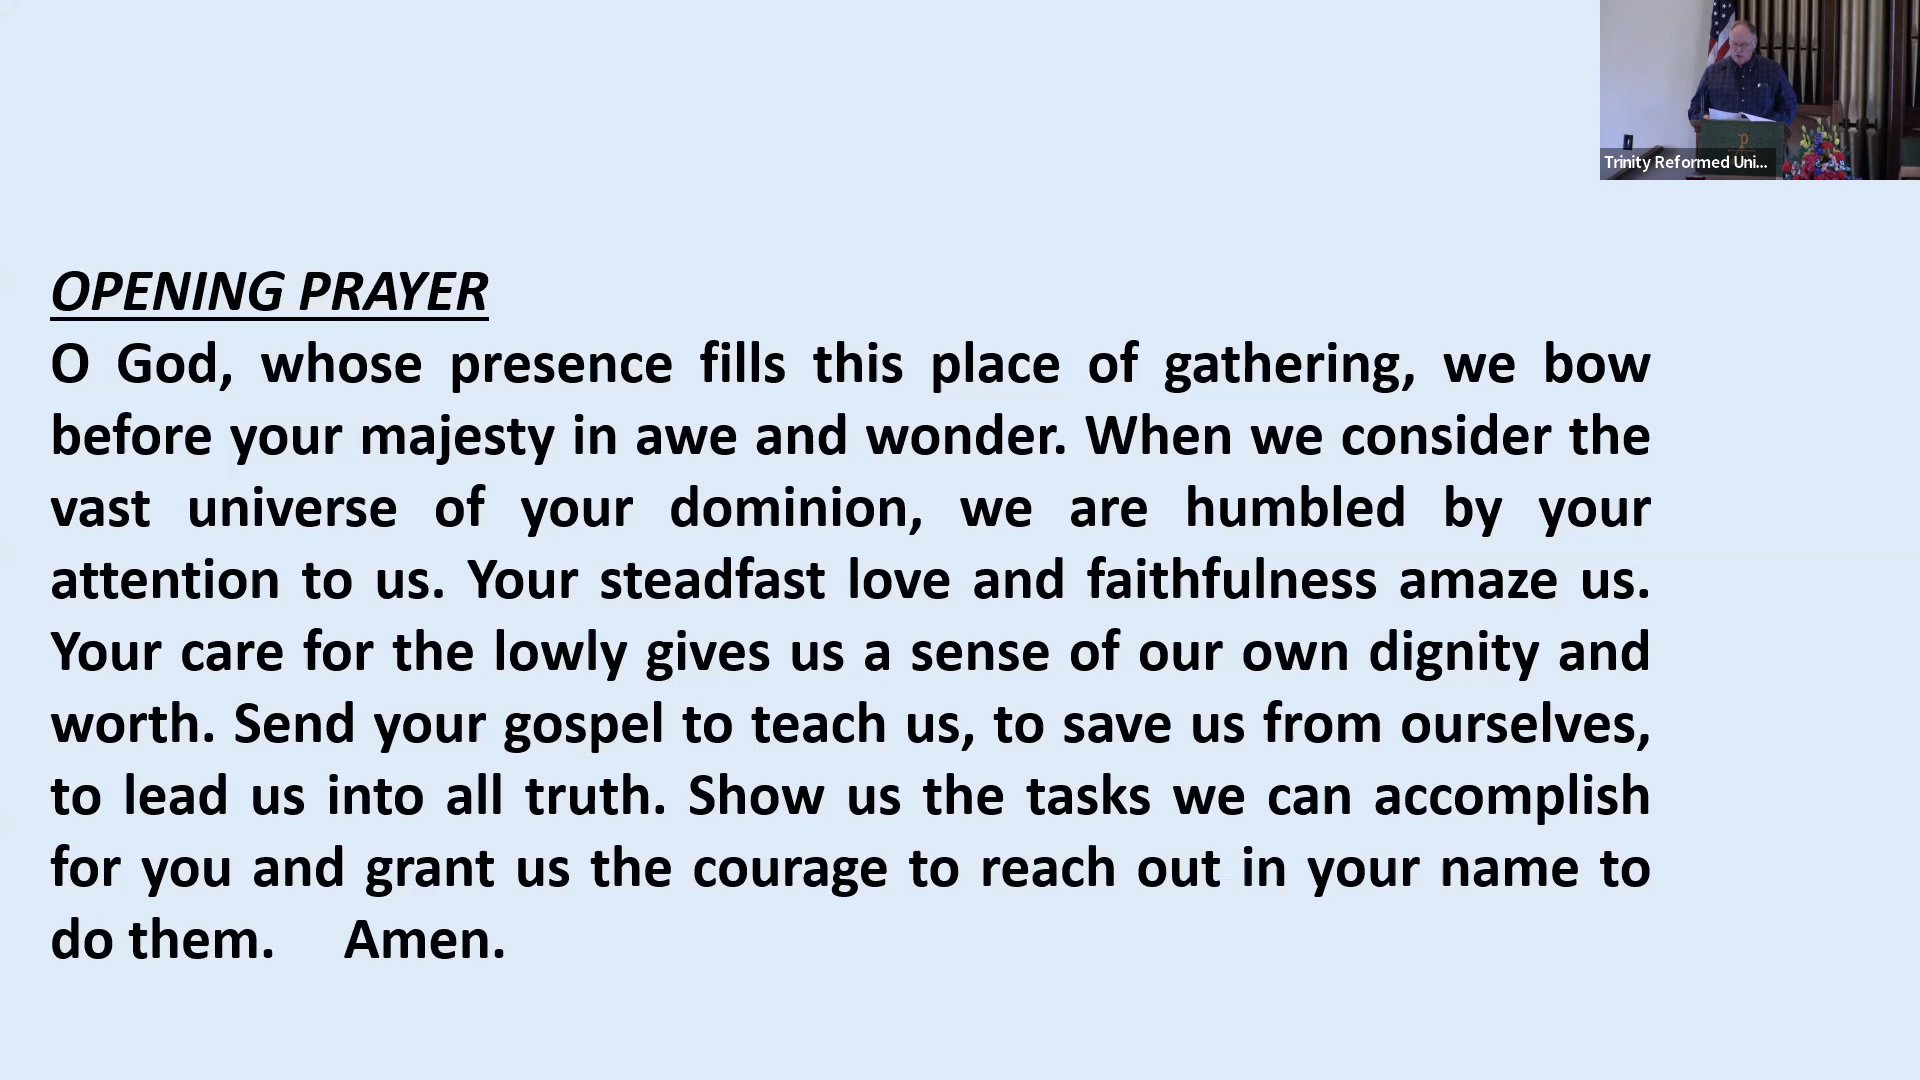 Trinity Reformed Uni...
OPENING PRAYER
O God, whose presence fills this place of gathering, we bow
before your majesty in awe and wonder. When we consider the
vast universe of your dominion, we are humbled by your
attention to us. Your steadfast love and faithfulness amaze us.
Your care for the lowly gives us a sense of our own dignity and
worth. Send your gospel to teach us, to save us from ourselves,
to lead us into all truth. Show us the tasks we can accomplish
for you and grant us the courage to reach out in your name to
do them. Amen.